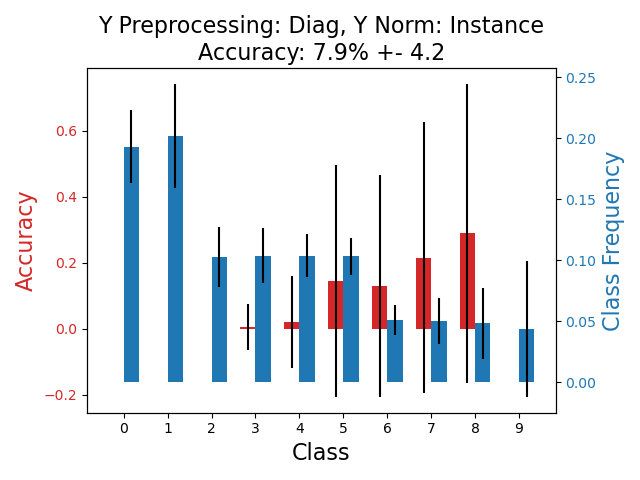 Y Preprocessing: Diag, Y Norm: Instance
Accuracy: 7.9% +- 4.2
Accuracy
0.6
0.4
0.2
0.0
−0.2
0.25
0.20
0.15
0.10
0.05
0.00
Class Frequency
0 1 2 3 4 5 6 7 8 9
Class